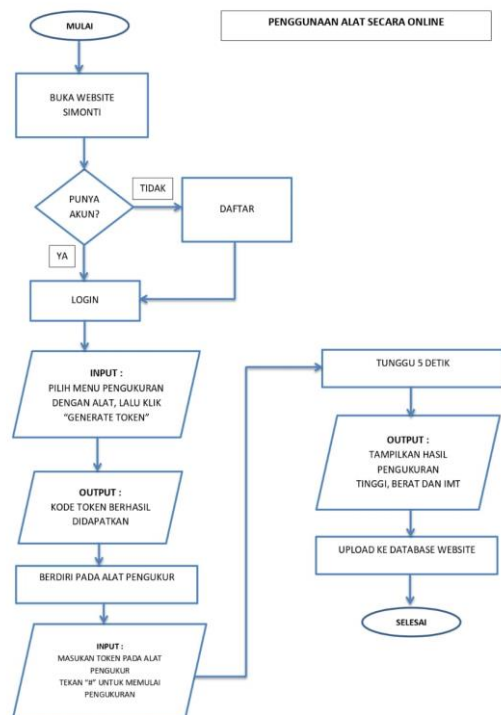 PENGGUNAAN ALAT SECARA ONLINE
MULAI
BUKA WEBSITE
SIMONTI
PUNYA
AKUN?
TIDAK
DAFTAR
YA
LOGIN
INPUT :
PILIH MENU PENGUKURAN
DENGAN ALAT, LALU KLIK
“GENERATE TOKEN”
OUTPUT :
KODE TOKEN BERHASIL
DIDAPATKAN
BERDIRI PADA ALAT PENGUKUR
INPUT :
MASUKAN TOKEN PADA ALAT
PENGUKUR
TEKAN “#” UNTUK MEMULAI
PENGUKURAN
TUNGGU 5 DETIK
OUTPUT :
TAMPILKAN HASIL
PENGUKURAN
TINGGI, BERAT DAN IMT
UPLOAD KE DATABASE WEBSITE
SELESAI